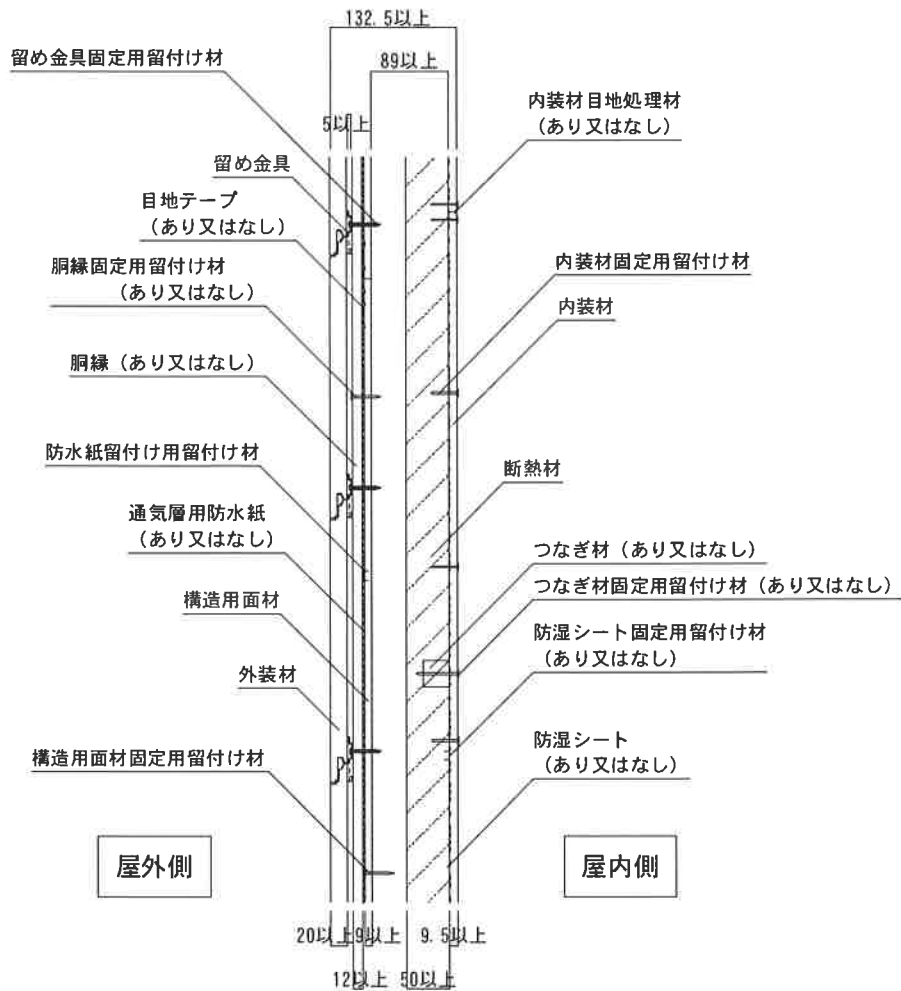 132.5以上
89以上
5以上
留め金具固定用留付け材
留め金具
目地テープ
（あり又はなし）
胴縁固定用留付け材
（あり又はなし）
胴縁（あり又はなし）
防水紙留付け用留付け材
通気層用防水紙
（あり又はなし）
構造用面材
外装材
構造用面材固定用留付け材
屋外側
内装材目地処理材
（あり又はなし）
内装材固定用留付け材
内装材
断熱材
つなぎ材（あり又はなし）
つなぎ材固定用留付け材（あり又はなし）
防湿シート固定用留付け材
（あり又はなし）
防湿シート
（あり又はなし）
屋内側
20以上
9以上
9.5以上
12以上
50以上